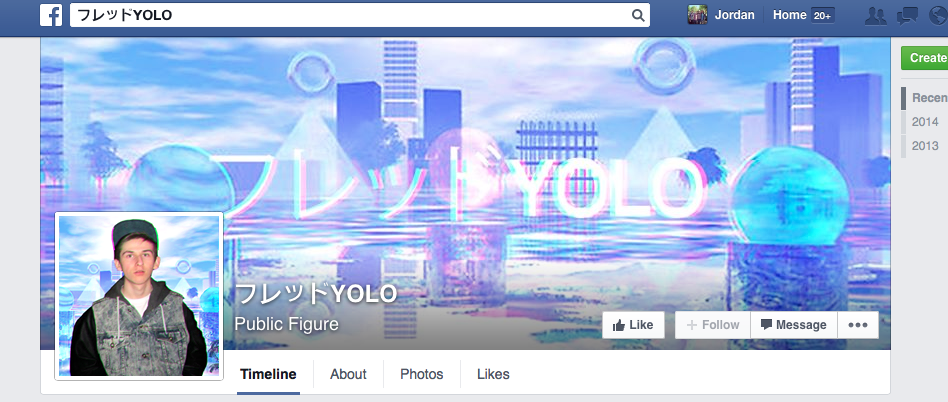 フレッドYOLO
Jordan
Home 20+
Create
Recen
2014
2013
フレッドYOLO
フレッドYOLO
Public Figure
Like
Follow
Message
Timeline
About
Photos
Likes